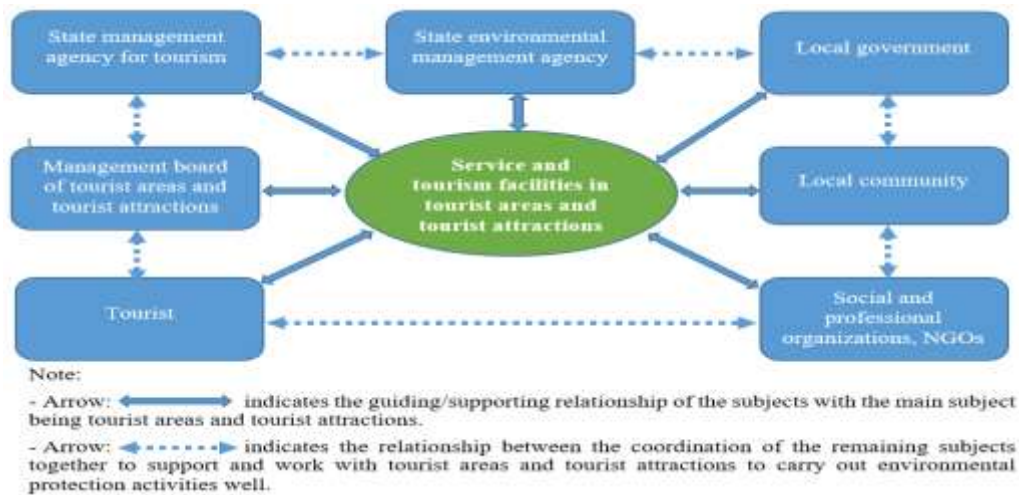 State management
agency for tourism
State environmental
management agency
Local government
Management board
of tourist areas and
tourist attractions
Service and
tourism facilities in
tourist areas and
tourist attractions
Local community
Tourist
Social and
professional
organizations, NGOs
Note:
- Arrow: indicates the guiding/supporting relationship of the subjects with the main subject
being tourist areas and tourist attractions.
- Arrow: indicates the relationship between the coordination of the remaining subjects
together to support and work with tourist areas and tourist attractions to carry out environmental
protection activities well.